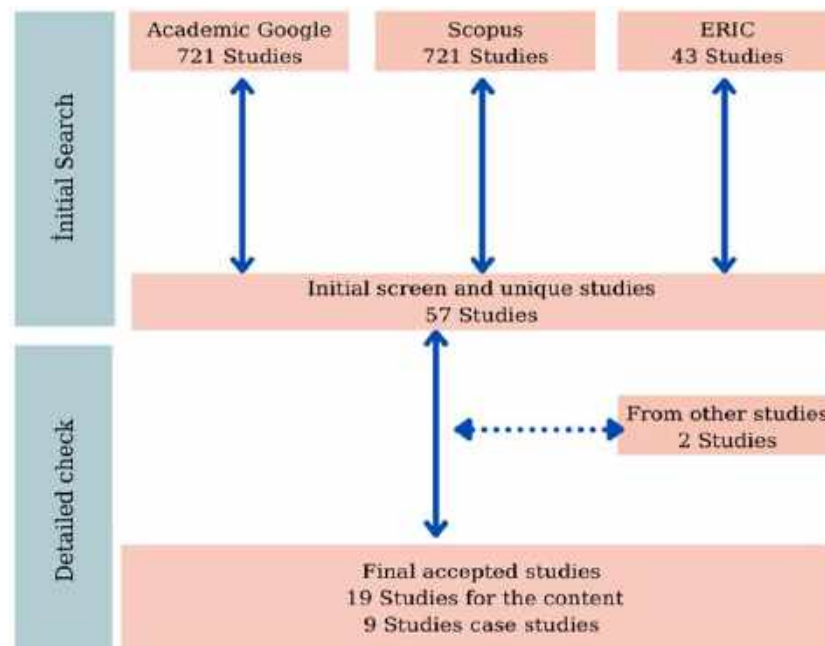 Academic Google
721 Studies
Scopus
721 Studies
ERIC
43 Studies
İnitial Search
Initial screen and unique studies
57 Studies
From other studies
2 Studies
Detailed check
Final accepted studies
19 Studies for the content
9 Studies case studies